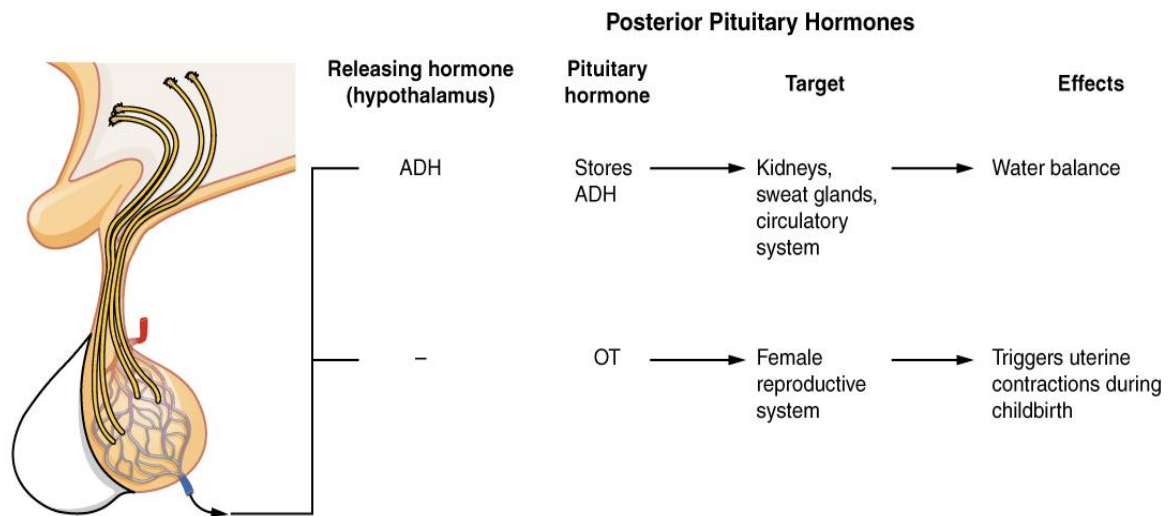 Posterior Pituitary Hormones
Releasing hormone
(hypothalamus)
Pituitary
hormone
Target
Effects
ADH
Stores
ADH
Kidneys,
sweat glands,
circulatory
system
Water balance
–
OT
Female
reproductive
system
Triggers uterine
contractions during
childbirth